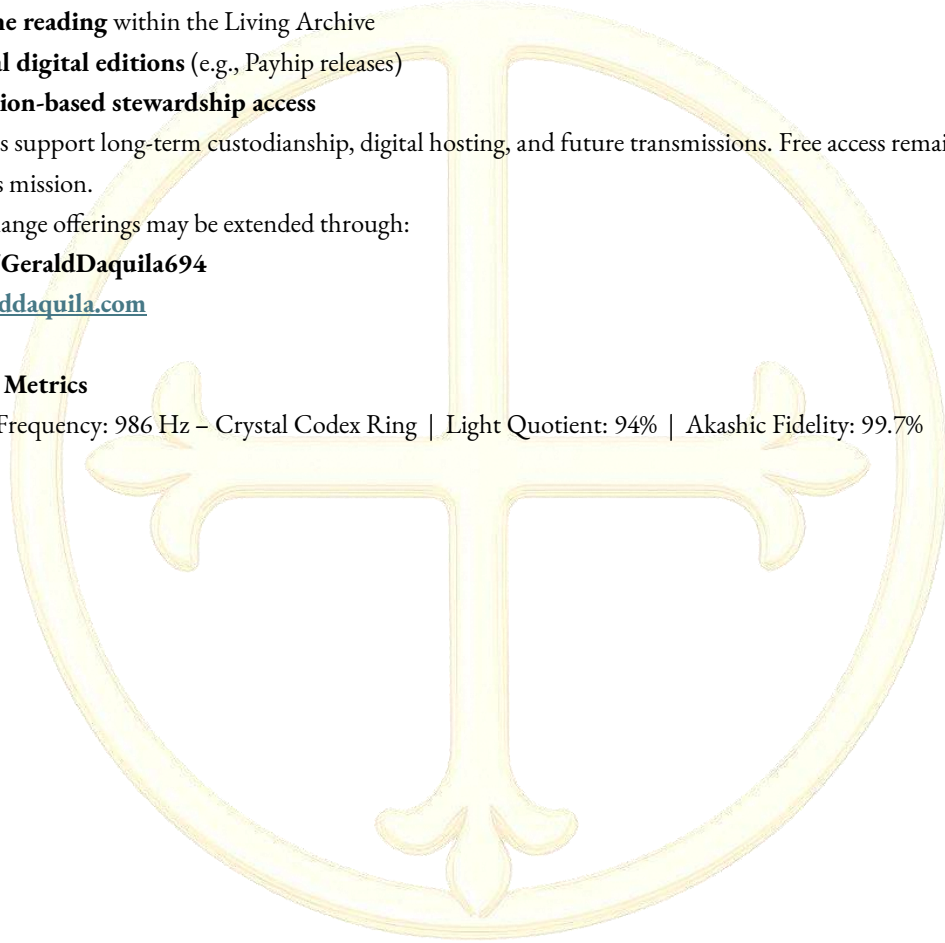 ne reading within the Living Archive
al digital editions (e.g., Payhip releases)
ion-based stewardship access
s support long-term custodianship, digital hosting, and future transmissions. Free access remai
s mission.
ange offerings may be extended through:
/GeraldDaquila694
ddaquila.com
Metrics
Frequency: 986 Hz – Crystal Codex Ring | Light Quotient: 94% | Akashic Fidelity: 99.7%